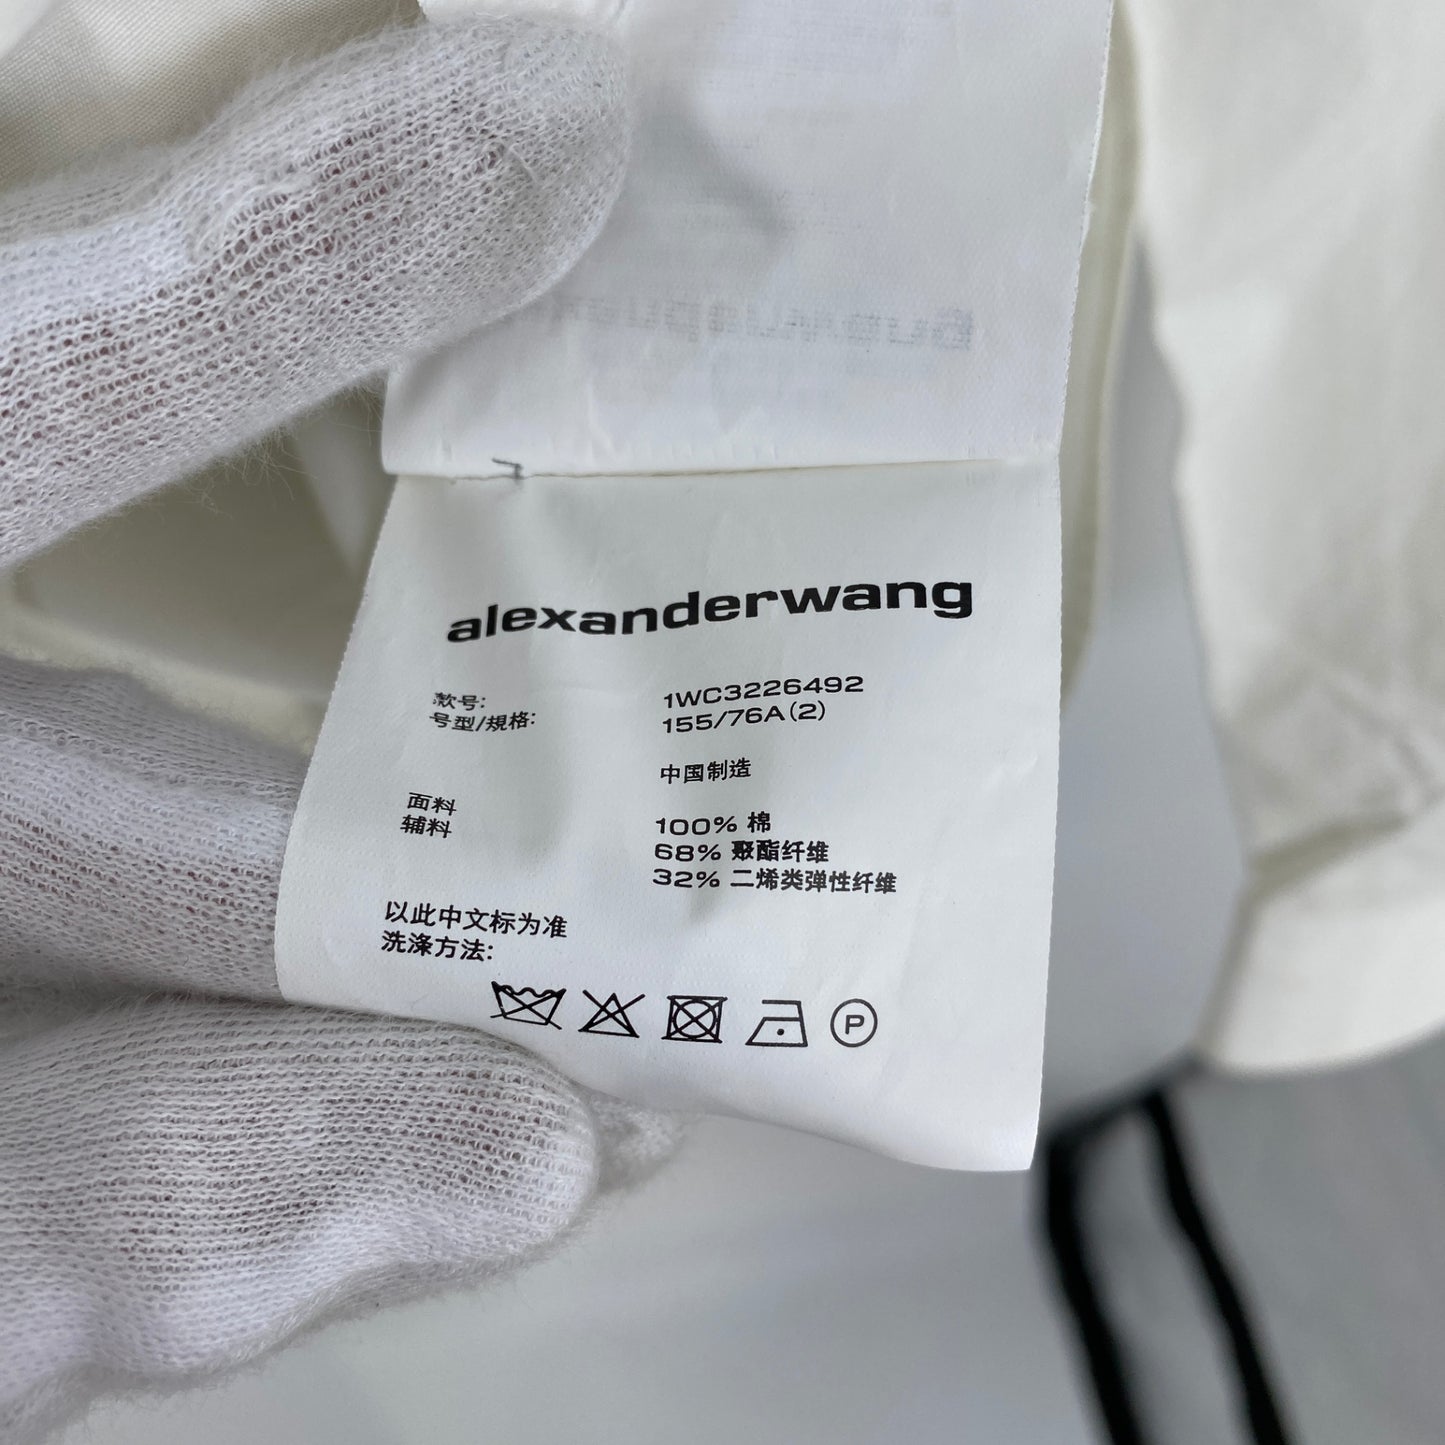 alexanderwang
款号: 1WC3226492
号型/規格: 155/76A(2)
中国制造
面料 100% 棉
辅料 68% 聚酯纤维
32% 二烯类弹性纤维
以此中文标为准
洗涤方法:
P